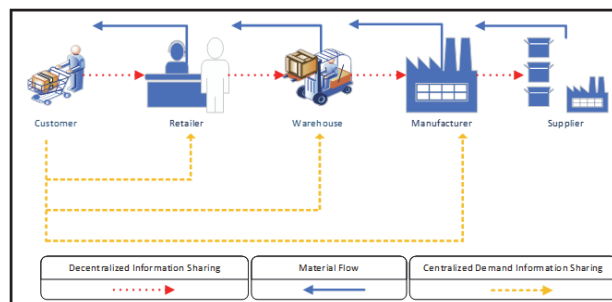 Customer
Retailer
Warehouse
Manufacturer
Supplier
Decentralized Information Sharing
Material Flow
Centralized Demand Information Sharing